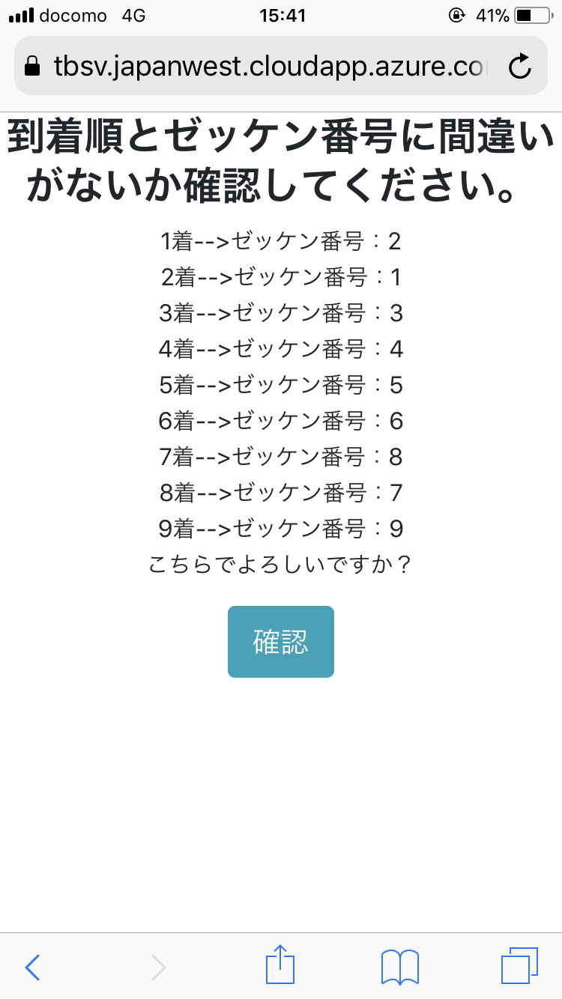 docomo 4G 15:41 41%
tbsv.japanwest.cloudapp.azure.co
到着順とゼッケン番号に間違い
がないか確認してください。
1着-->ゼッケン番号：2
2着-->ゼッケン番号：1
3着-->ゼッケン番号：3
4着-->ゼッケン番号：4
5着-->ゼッケン番号：5
6着-->ゼッケン番号：6
7着-->ゼッケン番号：8
8着-->ゼッケン番号：7
9着-->ゼッケン番号：9
こちらでよろしいですか？
確認